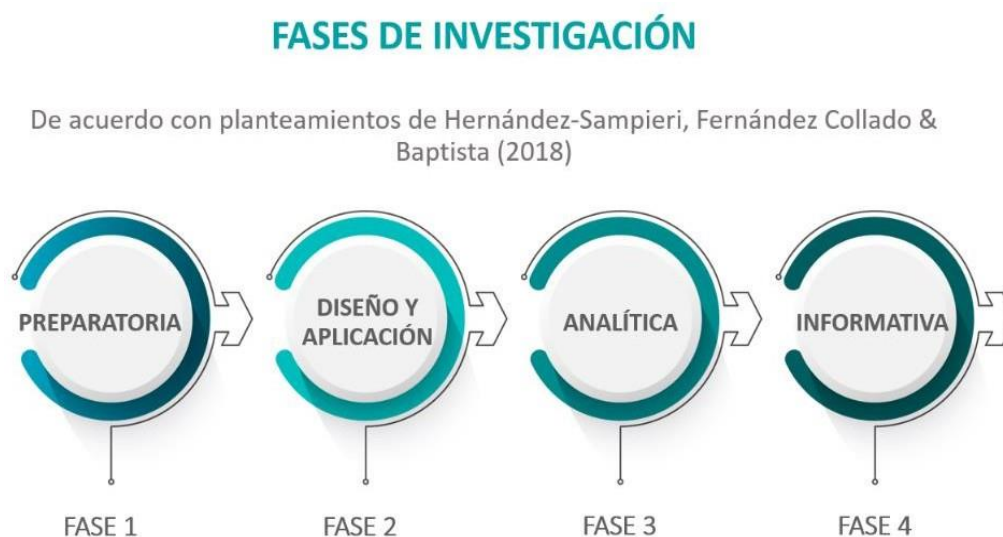 FASES DE INVESTIGACIÓN
De acuerdo con planteamientos de Hernández-Sampieri, Fernández Collado &
Baptista (2018)
PREPARATORIA
DISEÑO Y
APLICACIÓN
ANALÍTICA
INFORMATIVA
FASE 1
FASE 2
FASE 3
FASE 4